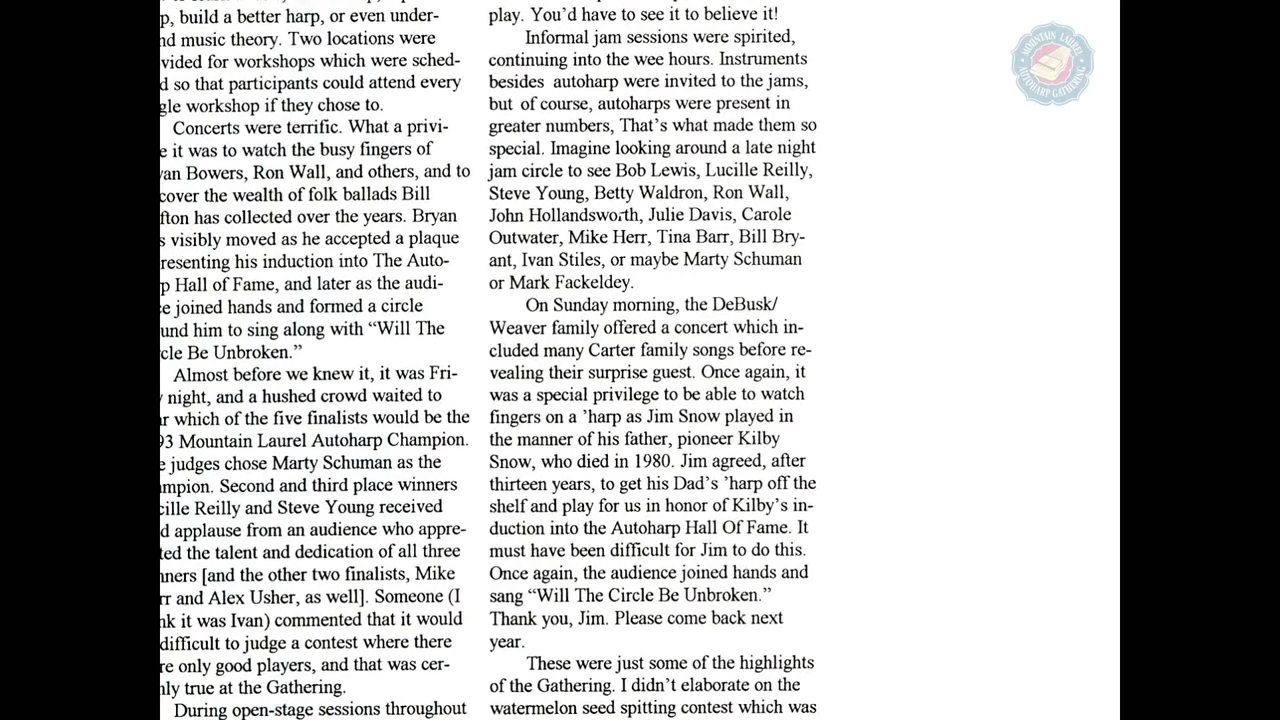 p, build a better harp, or even under-
nd music theory. Two locations were
vided for workshops which were sched-
d so that participants could attend every
gle workshop if they chose to.
Concerts were terrific. What a privi-
e it was to watch the busy fingers of
yan Bowers, Ron Wall, and others, and to
cover the wealth of folk ballads Bill
fton has collected over the years. Bryan
s visibly moved as he accepted a plaque
resenting his induction into The Auto-
p Hall of Fame, and later as the audi-
ce joined hands and formed a circle
und him to sing along with “Will The
cle Be Unbroken.”
Almost before we knew it, it was Fri-
night, and a hushed crowd waited to
r which of the five finalists would be the
93 Mountain Laurel Autoharp Champion.
e judges chose Marty Schuman as the
mpion. Second and third place winners
cille Reilly and Steve Young received
d applause from an audience who appre-
ted the talent and dedication of all three
nners [and the other two finalists, Mike
rr and Alex Usher, as well]. Someone (I
nk it was Ivan) commented that it would
difficult to judge a contest where there
re only good players, and that was cer-
nly true at the Gathering.
During open-stage sessions throughout
play. You’d have to see it to believe it!
Informal jam sessions were spirited,
continuing into the wee hours. Instruments
besides autoharp were invited to the jams,
but of course, autoharps were present in
greater numbers, That’s what made them so
special. Imagine looking around a late night
jam circle to see Bob Lewis, Lucille Reilly,
Steve Young, Betty Waldron, Ron Wall,
John Hollandsworth, Julie Davis, Carole
Outwater, Mike Herr, Tina Barr, Bill Bry-
ant, Ivan Stiles, or maybe Marty Schuman
or Mark Fackeldey.
On Sunday morning, the DeBusk/
Weaver family offered a concert which in-
cluded many Carter family songs before re-
vealing their surprise guest. Once again, it
was a special privilege to be able to watch
fingers on a ’harp as Jim Snow played in
the manner of his father, pioneer Kilby
Snow, who died in 1980. Jim agreed, after
thirteen years, to get his Dad’s ’harp off the
shelf and play for us in honor of Kilby’s in-
duction into the Autoharp Hall Of Fame. It
must have been difficult for Jim to do this.
Once again, the audience joined hands and
sang “Will The Circle Be Unbroken.”
Thank you, Jim. Please come back next
year.
These were just some of the highlights
of the Gathering. I didn’t elaborate on the
watermelon seed spitting contest which was
MOUNTAIN LAUREL
AUTOHARP GATHERING